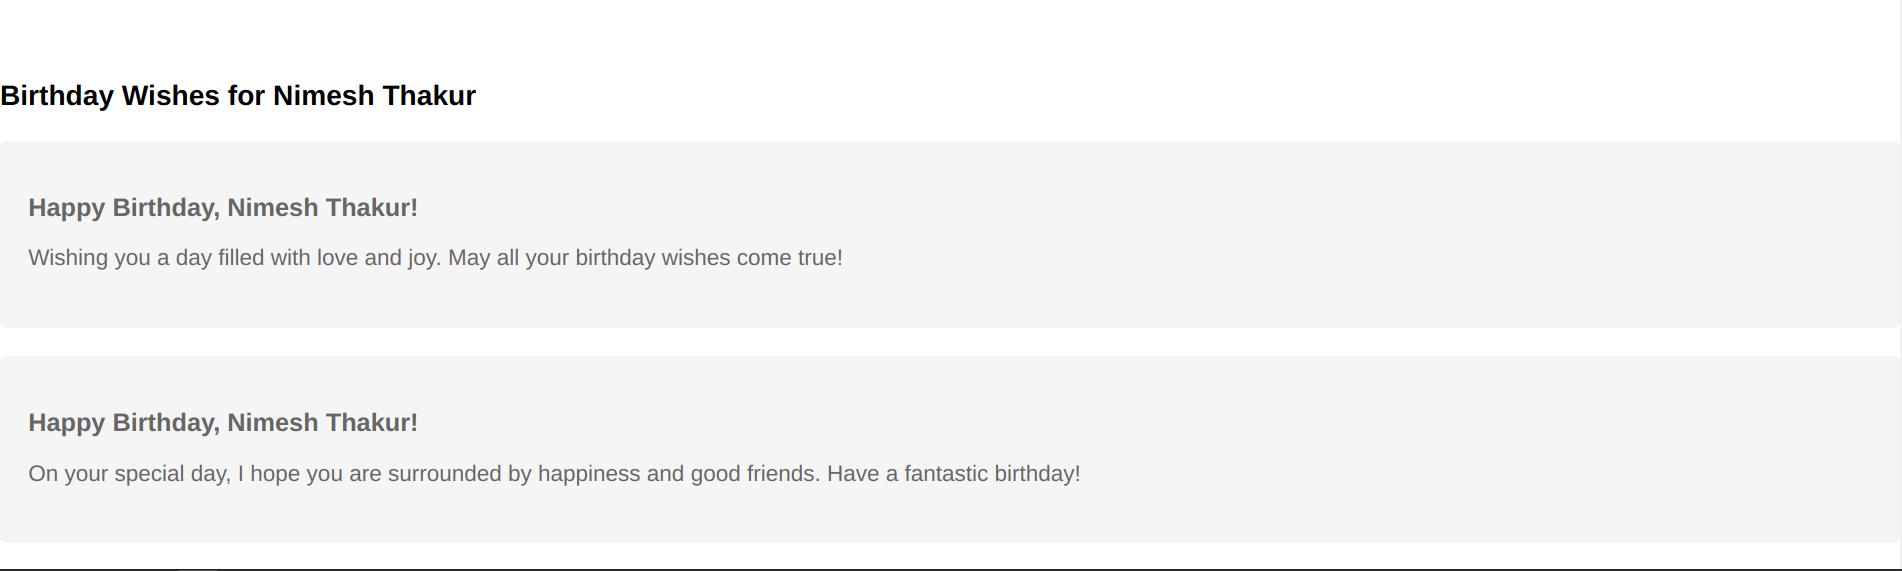 Birthday Wishes for Nimesh Thakur
Happy Birthday, Nimesh Thakur!
Wishing you a day filled with love and joy. May all your birthday wishes come true!
Happy Birthday, Nimesh Thakur!
On your special day, I hope you are surrounded by happiness and good friends. Have a fantastic birthday!